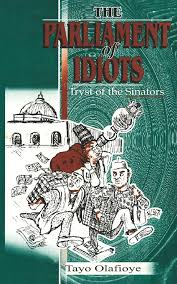 THE
PARLIAMENT
of
IDIOTS
Tryst of the Sinators
Tayo Olafioye